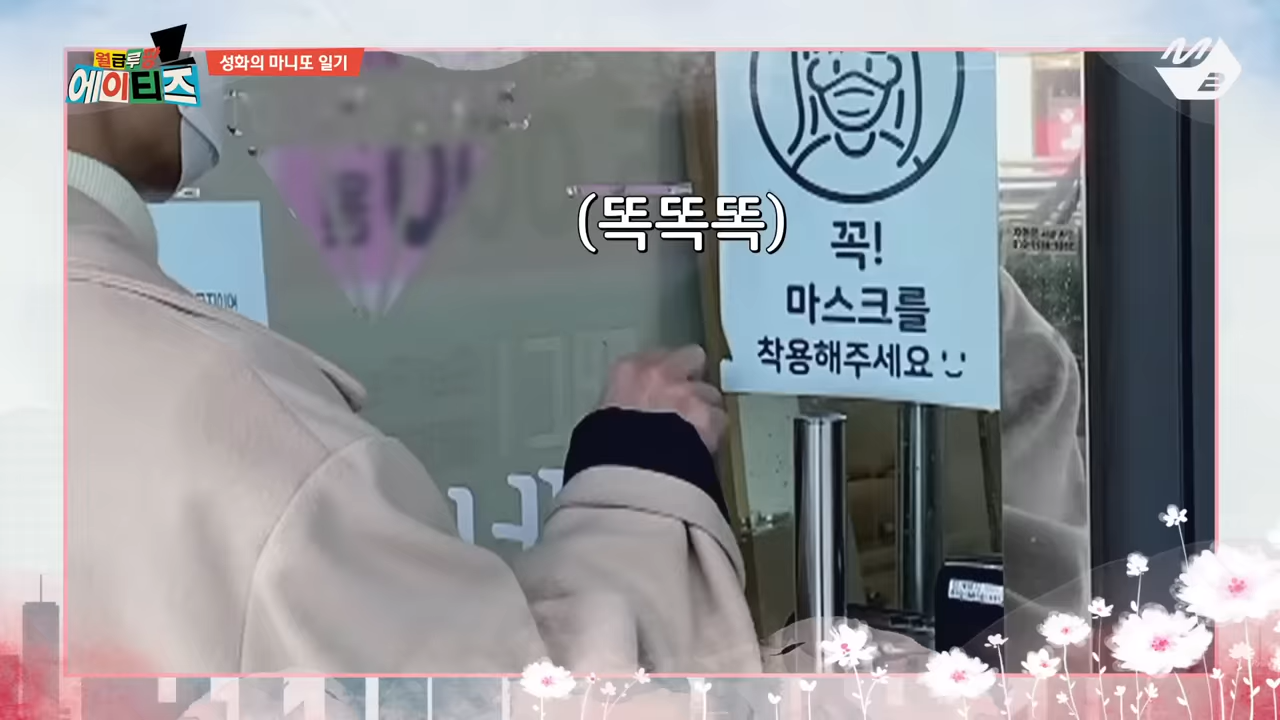 월급루팡
에이티즈
성화의 마니또 일기
M2
(똑똑똑)
꼭!
마스크를
착용해주세요